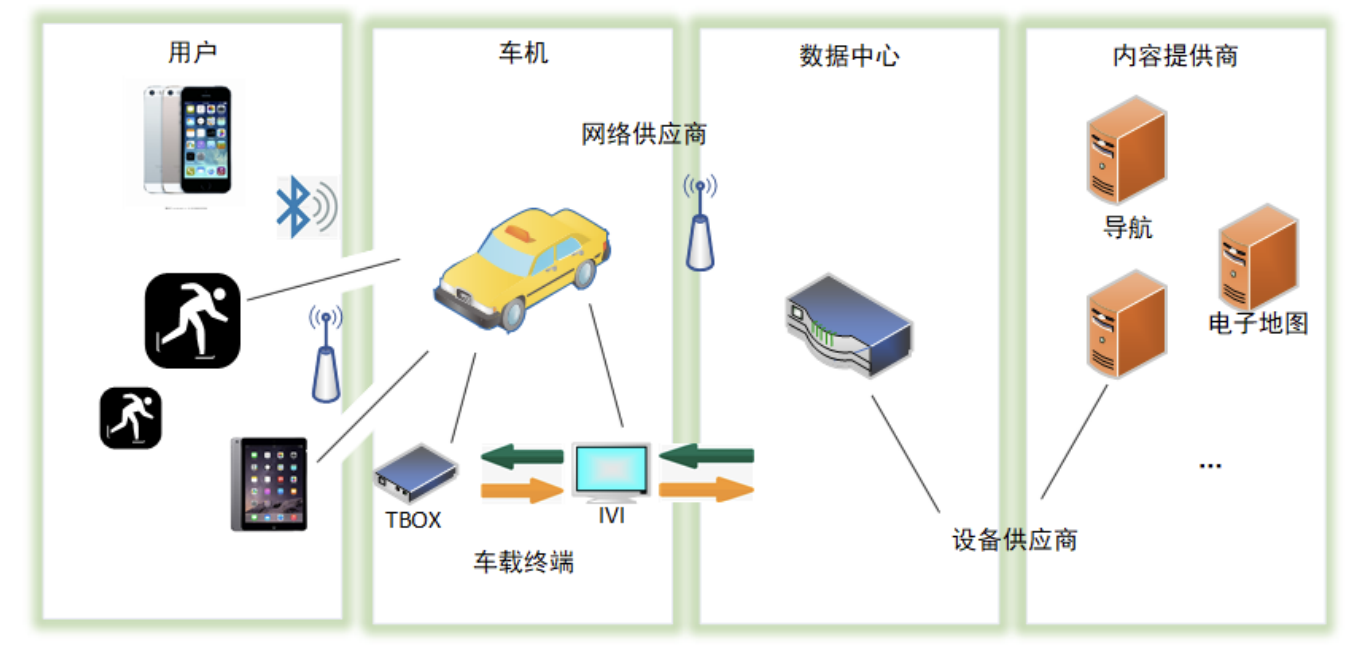 用户
车机
数据中心
内容提供商
网络供应商
导航
电子地图
TBOX
IVI
车载终端
设备供应商
...